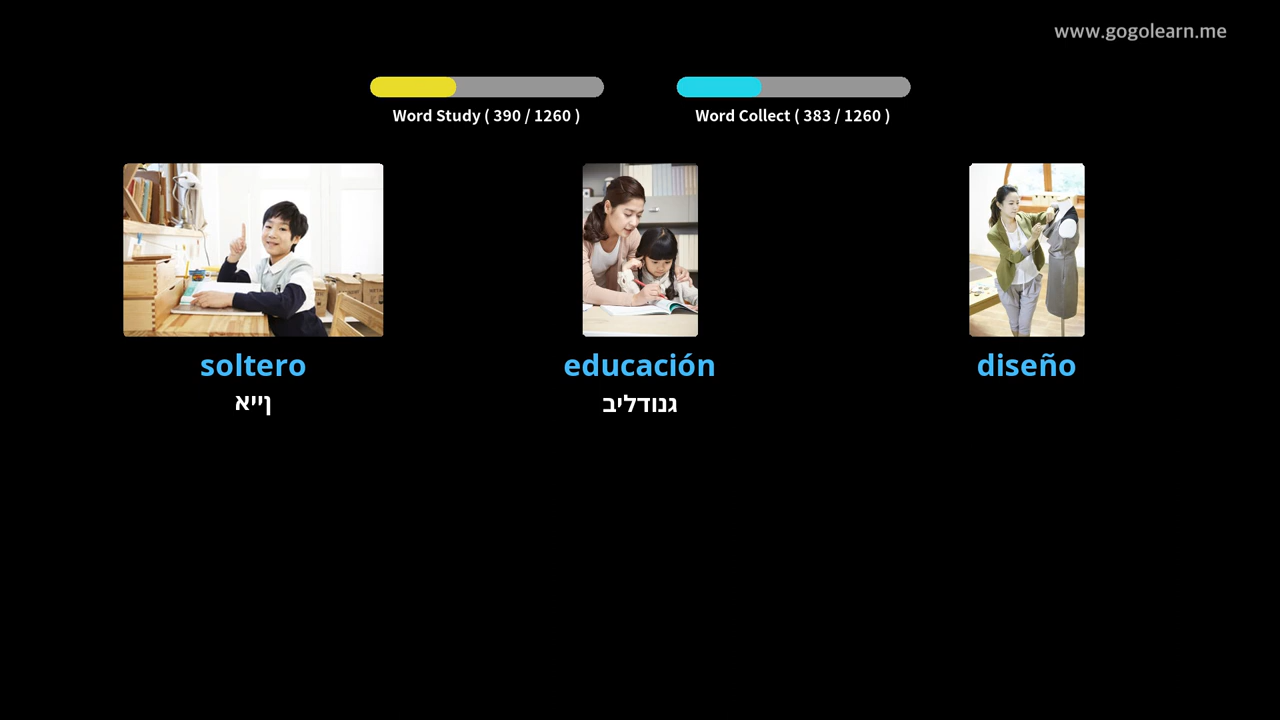 www.gogolearn.me
Word Study ( 390 / 1260 )
Word Collect ( 383 / 1260 )
soltero
ןייא
educación
גנודליב
diseño